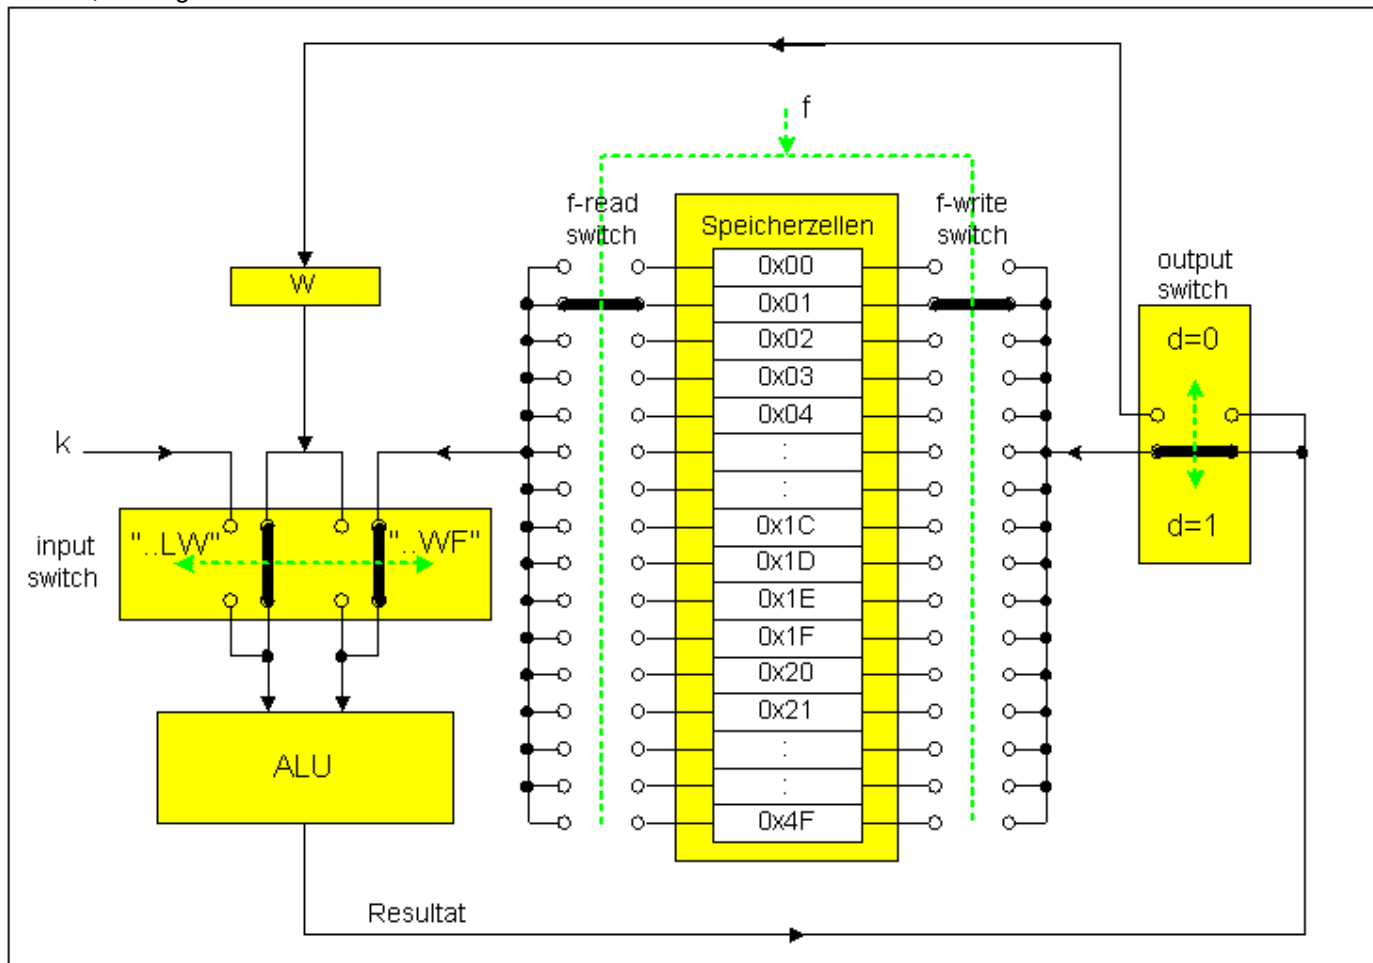 f
f-read
switch
Speicherzellen
f-write
switch
0x00
W
output
switch
0x01
0x02
d=0
0x03
0x04
k
:
:
0x1C
input
switch
"..LW"
"..WF"
d=1
0x1D
0x1E
0x1F
0x20
0x21
ALU
:
:
0x4F
Resultat